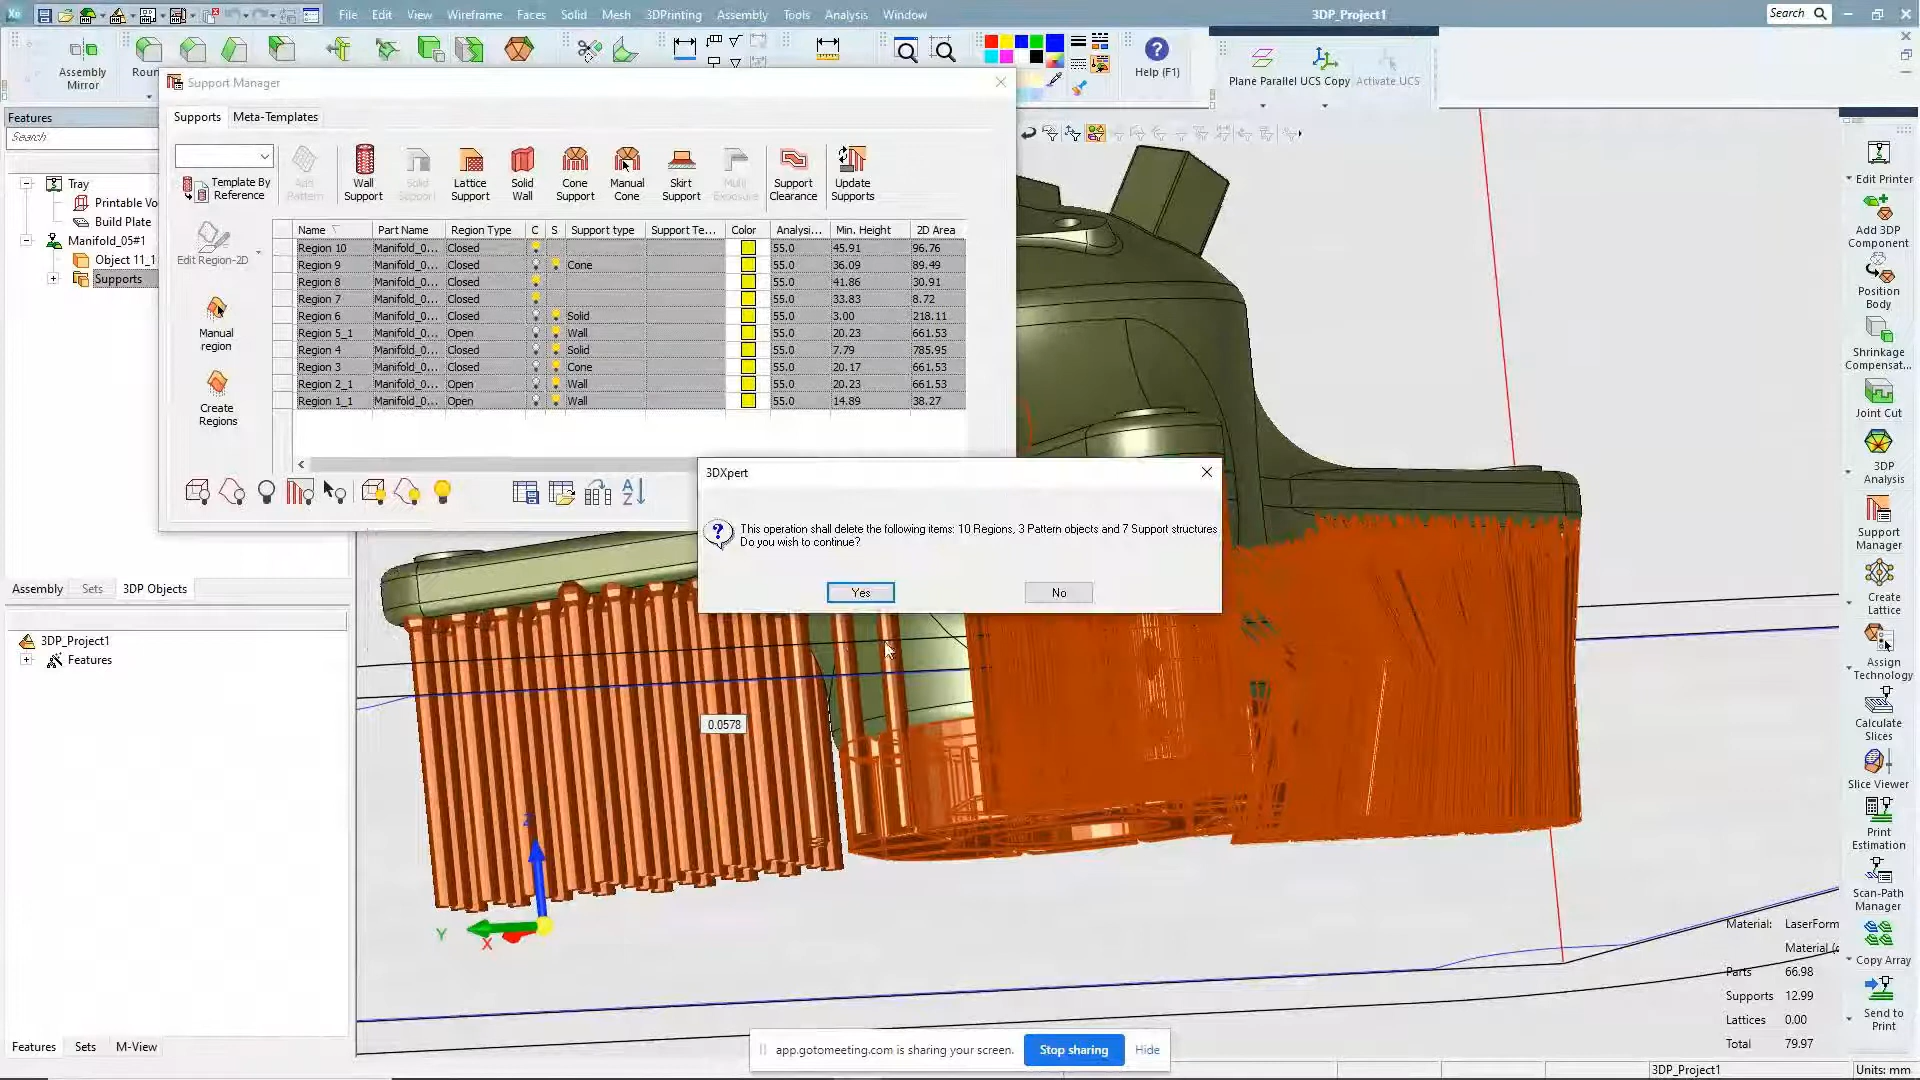 File Edit View Wireframe Faces Solid Mesh 3DPrinting Assembly Tools Analysis Window
3DP_Project1
Search
Assembly
Mirror
Roun
Help (F1)
Plane Parallel UCS Copy Activate UCS
Support Manager
Features
Search
Supports Meta-Templates
Template By
Reference
Add
Pattern
Wall
Support
Solid
Support
Lattice
Support
Solid
Wall
Cone
Support
Manual
Cone
Skirt
Support
Multi
Exposure
Support
Clearance
Update
Supports
Tray
Printable Vo
Build Plate
Manifold_05#1
Object 11_1
Supports
Edit Region-2D
Manual
region
Create
Regions
Name Part Name Region Type C S Support type Support Te... Color Analysi... Min. Height 2D Area
Region 10 Manifold_0... Closed 55.0 45.91 96.76
Region 9 Manifold_0... Closed Cone 55.0 36.09 89.49
Region 8 Manifold_0... Closed 55.0 41.86 30.91
Region 7 Manifold_0... Closed 55.0 33.83 8.72
Region 6 Manifold_0... Closed Solid 55.0 3.00 218.11
Region 5_1 Manifold_0... Open Wall 55.0 20.23 661.53
Region 4 Manifold_0... Closed Solid 55.0 7.79 785.95
Region 3 Manifold_0... Closed Cone 55.0 20.17 661.53
Region 2_1 Manifold_0... Open Wall 55.0 20.23 661.53
Region 1_1 Manifold_0... Open Wall 55.0 14.89 38.27
3DXpert
This operation shall delete the following items: 10 Regions, 3 Pattern objects and 7 Support structures
Do you wish to continue?
Yes No
Assembly Sets 3DP Objects
3DP_Project1
Features
0.0578
Z
Y
X
Edit Printer
Add 3DP
Component
Position
Body
Shrinkage
Compensat...
Joint Cut
3DP
Analysis
Support
Manager
Create
Lattice
Assign
Technology
Calculate
Slices
Slice Viewer
Print
Estimation
Scan-Path
Manager
Copy Array
Send to
Print
Material: LaserForm
Material
Parts 66.98
Supports 12.99
Lattices 0.00
Total 79.97
Features Sets M-View
app.gotomeeting.com is sharing your screen. Stop sharing Hide
3DP_Project1 Units: mm